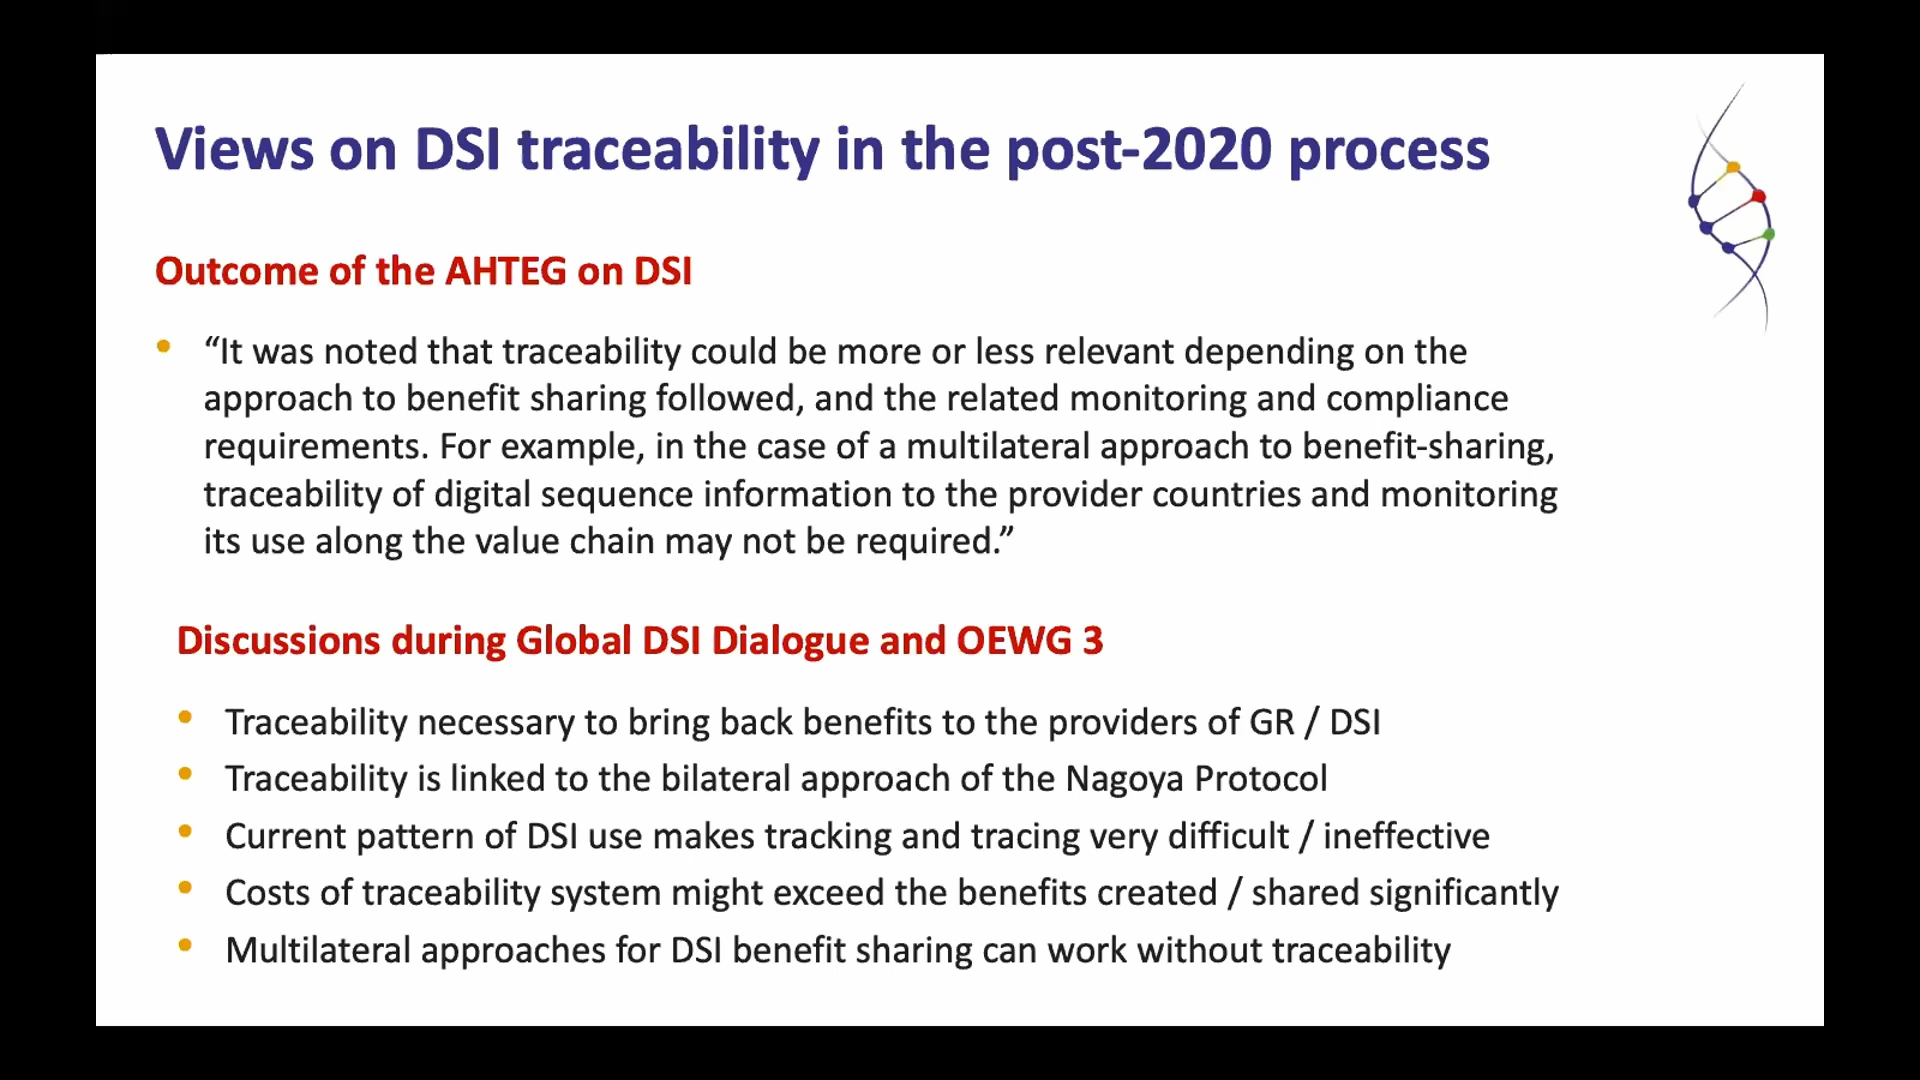 Views on DSI traceability in the post-2020 process
Outcome of the AHTEG on DSI
• “It was noted that traceability could be more or less relevant depending on the
approach to benefit sharing followed, and the related monitoring and compliance
requirements. For example, in the case of a multilateral approach to benefit-sharing,
traceability of digital sequence information to the provider countries and monitoring
its use along the value chain may not be required.”
Discussions during Global DSI Dialogue and OEWG 3
• Traceability necessary to bring back benefits to the providers of GR / DSI
• Traceability is linked to the bilateral approach of the Nagoya Protocol
• Current pattern of DSI use makes tracking and tracing very difficult / ineffective
• Costs of traceability system might exceed the benefits created / shared significantly
• Multilateral approaches for DSI benefit sharing can work without traceability